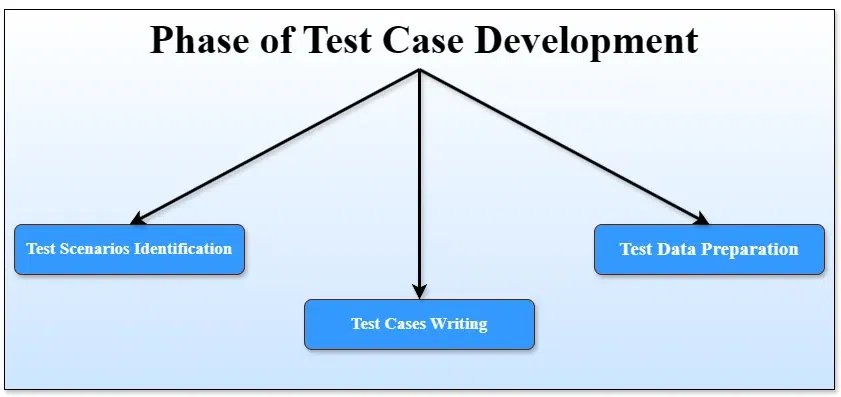 Phase of Test Case Development
Test Scenarios Identification
Test Data Preparation
Test Cases Writing